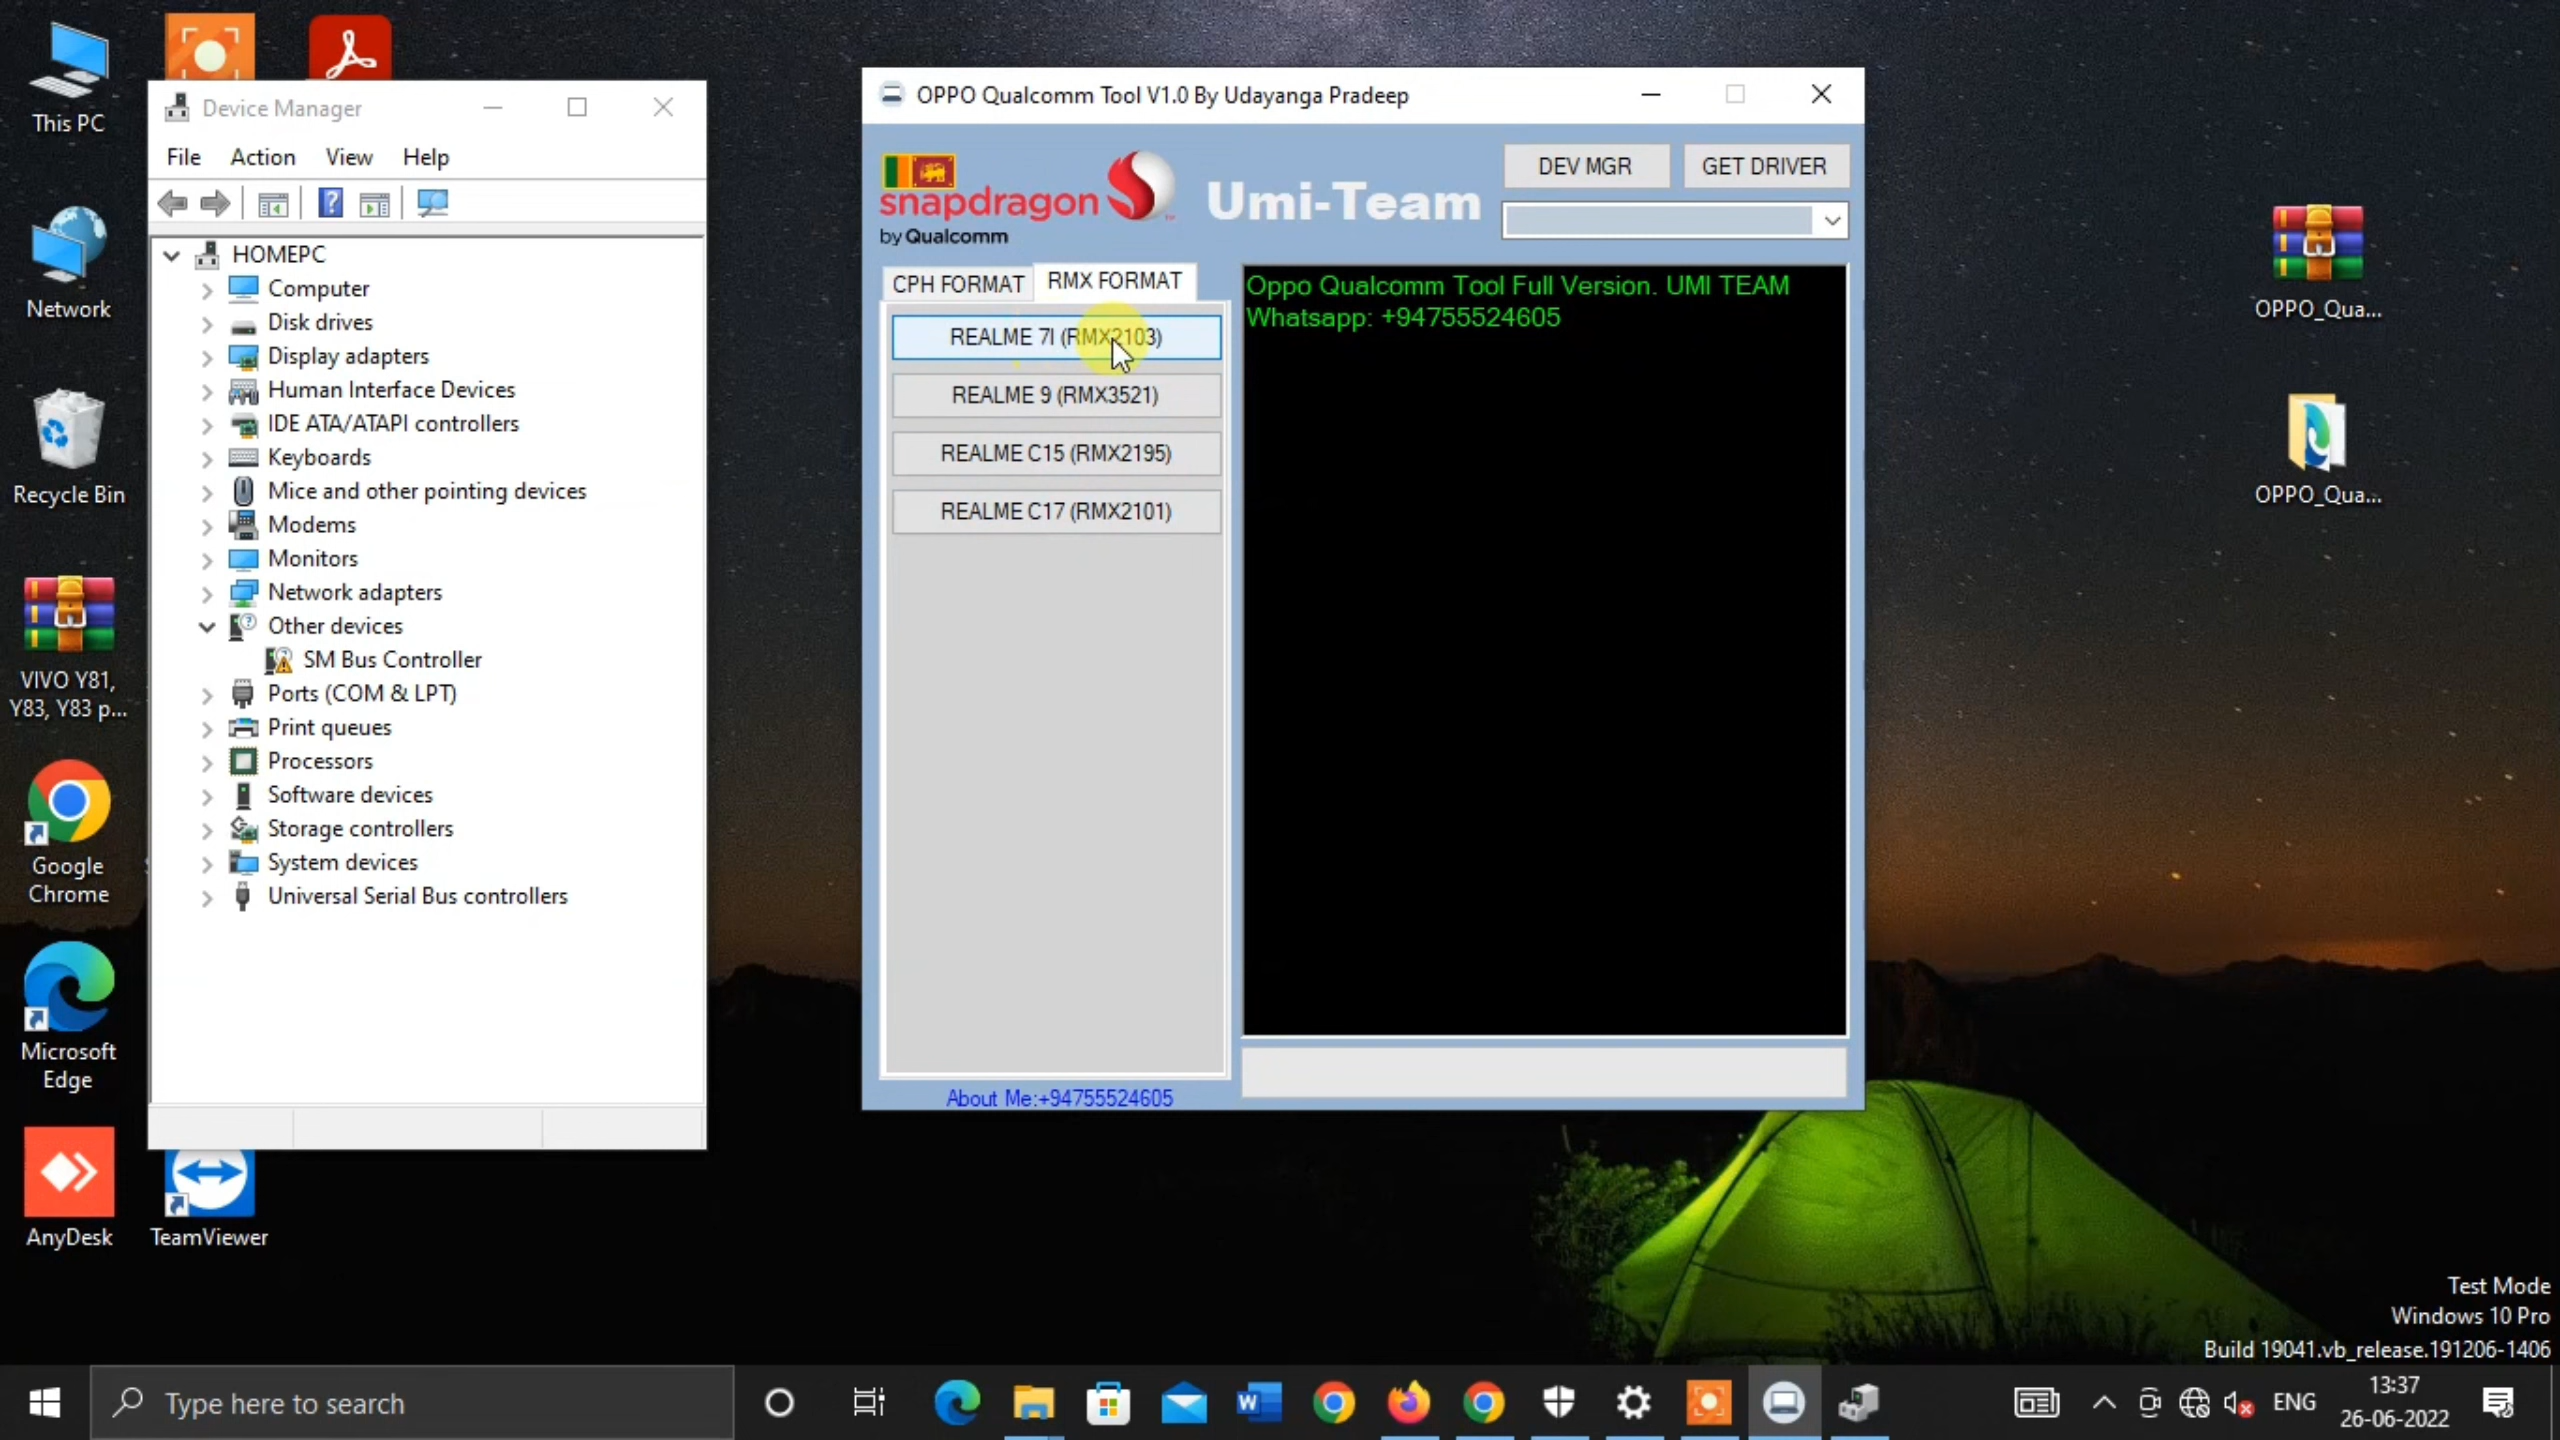 This PC
Network
Recycle Bin
VIVO Y81,
Y83, Y83 p...
Google
Chrome
Microsoft
Edge
AnyDesk
TeamViewer
Device Manager
File Action View Help
HOMEPC
Computer
Disk drives
Display adapters
Human Interface Devices
IDE ATA/ATAPI controllers
Keyboards
Mice and other pointing devices
Modems
Monitors
Network adapters
Other devices
SM Bus Controller
Ports (COM & LPT)
Print queues
Processors
Software devices
Storage controllers
System devices
Universal Serial Bus controllers
OPPO Qualcomm Tool V1.0 By Udayanga Pradeep
snapdragon
by Qualcomm
Umi-Team
DEV MGR
GET DRIVER
CPH FORMAT
RMX FORMAT
REALME 7I (RMX2103)
REALME 9 (RMX3521)
REALME C15 (RMX2195)
REALME C17 (RMX2101)
Oppo Qualcomm Tool Full Version. UMI TEAM
Whatsapp: +94755524605
About Me:+94755524605
OPPO_Qua...
OPPO_Qua...
Test Mode
Windows 10 Pro
Build 19041.vb_release.191206-1406
Type here to search
ENG
13:37
26-06-2022